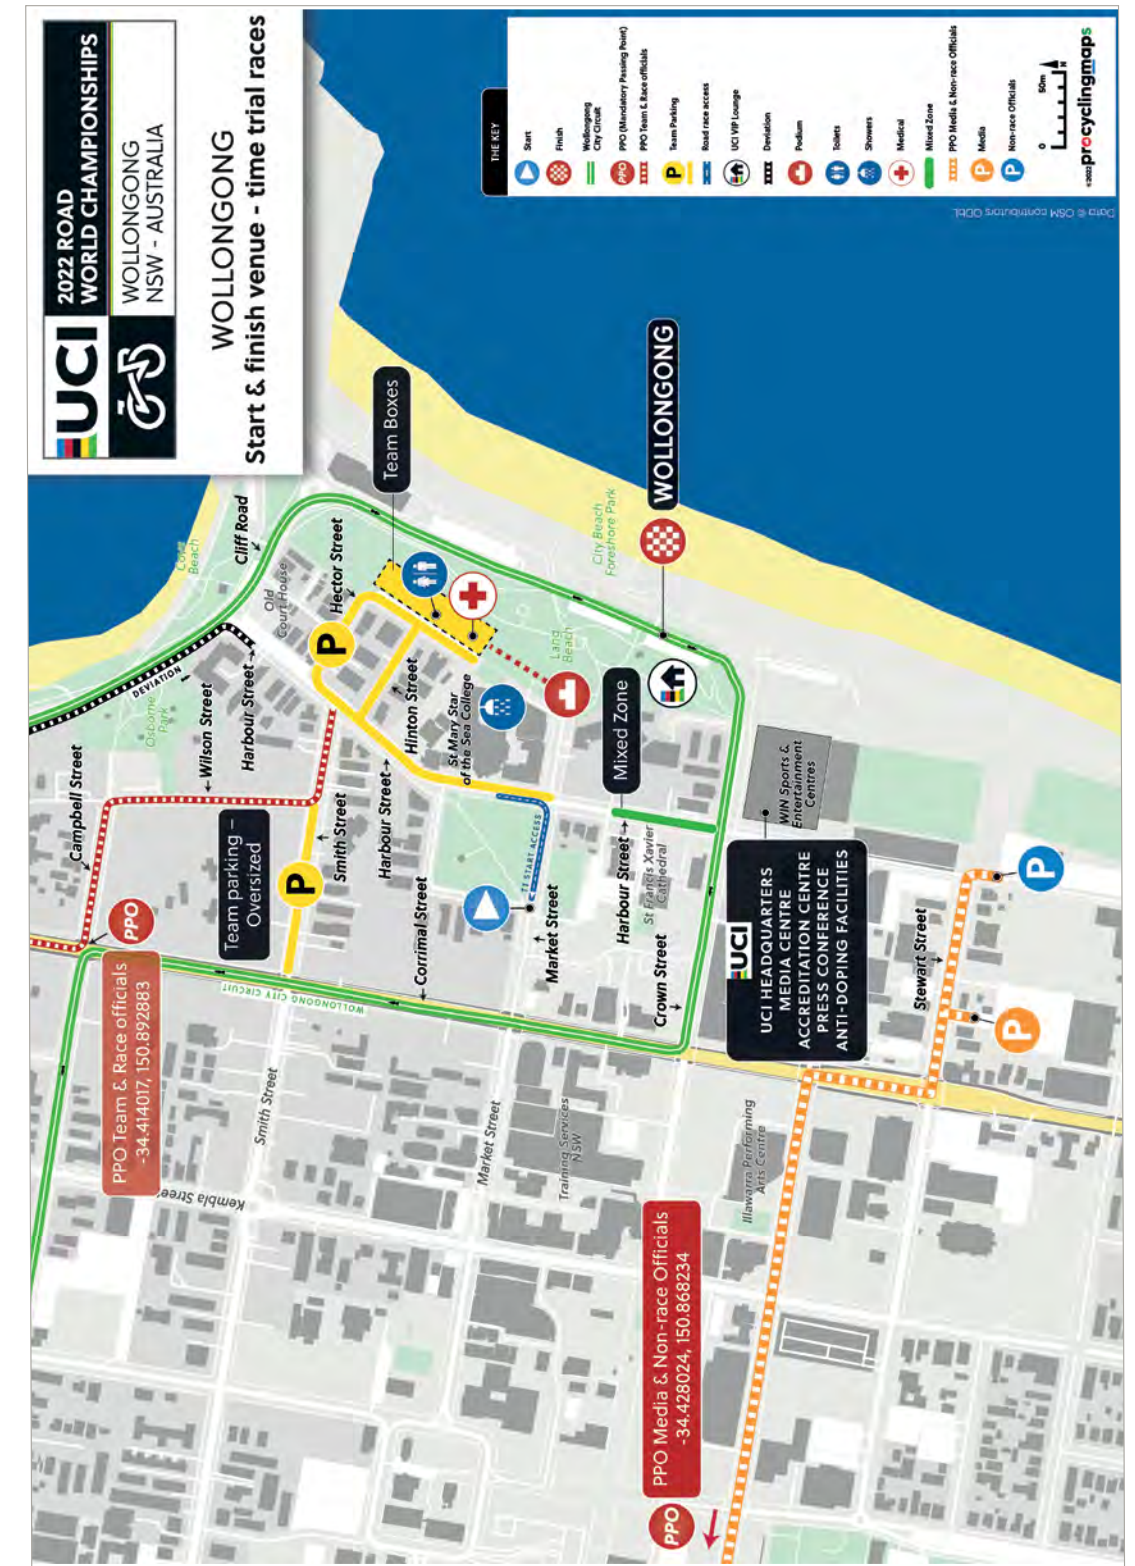 UCI
2022 ROAD
WORLD CHAMPIONSHIPS
WOLLONGONG
NSW - AUSTRALIA
WOLLONGONG
Start & finish venue - time trial races
THE KEY
Start
Finish
Wollongong
City Circuit
PPO
PPO (Mandatory Passing Point)
PPO Team & Race officials
P
Team Parking
Road race access
UCI VIP Lounge
Deviation
Podium
Toilets
Showers
Medical
Mixed Zone
PPO Media & Non-race Officials
P
Media
P
Non-race Officials
0
50m
N
©2022 procyclingmaps
Data © OSM contributors ODbL
Cove
Beach
Cliff Road
Old
Court House
Hector Street
Team Boxes
City Beach
Foreshore Park
WOLLONGONG
DEVIATION
Osborne
Park
Wilson Street
Harbour Street
P
Hinton Street
St Mary Star
of the Sea College
Lang
Beach
Mixed Zone
Campbell Street
Team parking –
Oversized
Smith Street
Harbour Street
P
TT START ACCESS
Harbour Street
St Francis Xavier
Cathedral
WIN Sports &
Entertainment
Centres
PPO
Corrimal Street
Market Street
Crown Street
UCI
UCI HEADQUARTERS
MEDIA CENTRE
ACCREDITATION CENTRE
PRESS CONFERENCE
ANTI-DOPING FACILITIES
Stewart Street
P
P
PPO Team & Race officials
-34.414017, 150.892883
WOLLONGONG CITY CIRCUIT
Smith Street
Kembla Street
Market Street
Training Services
NSW
Illawarra Performing
Arts Centre
PPO Media & Non-race Officials
-34.428024, 150.868234
PPO